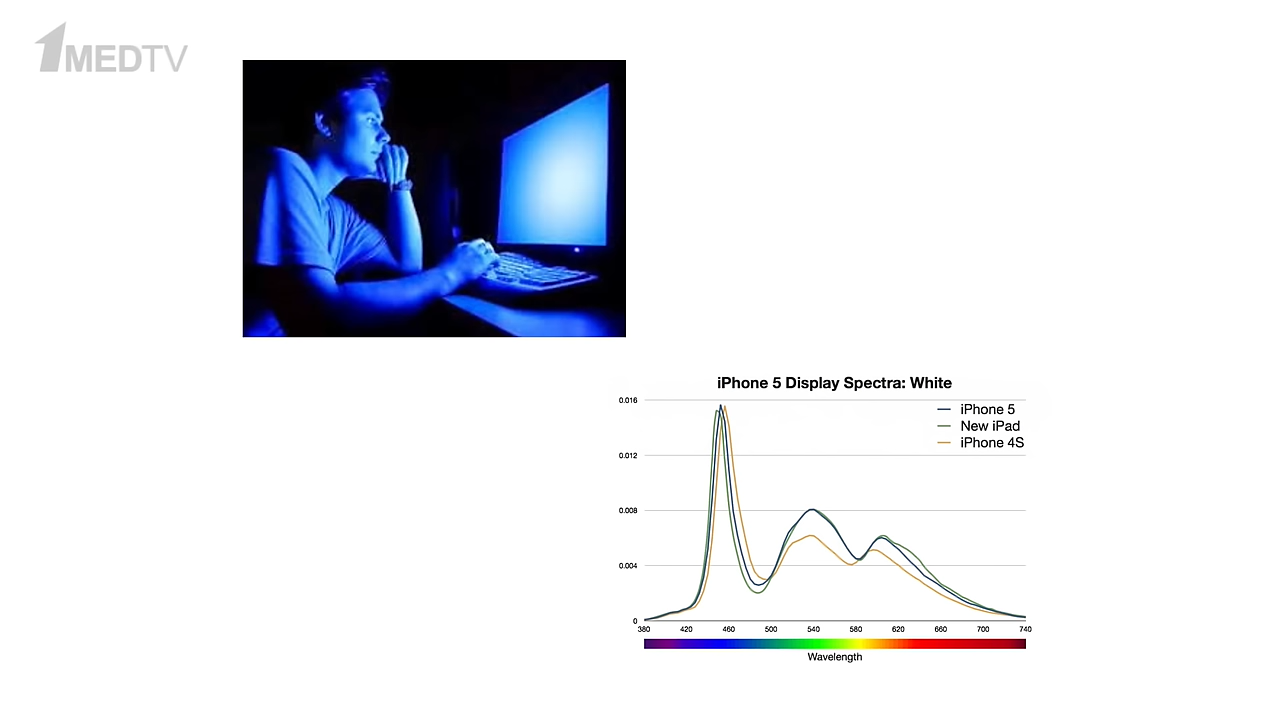 1MEDTV
iPhone 5 Display Spectra: White
0.016
iPhone 5
New iPad
iPhone 4S
0.012
0.008
0.004
0
380 420 460 500 540 580 620 660 700 740
Wavelength